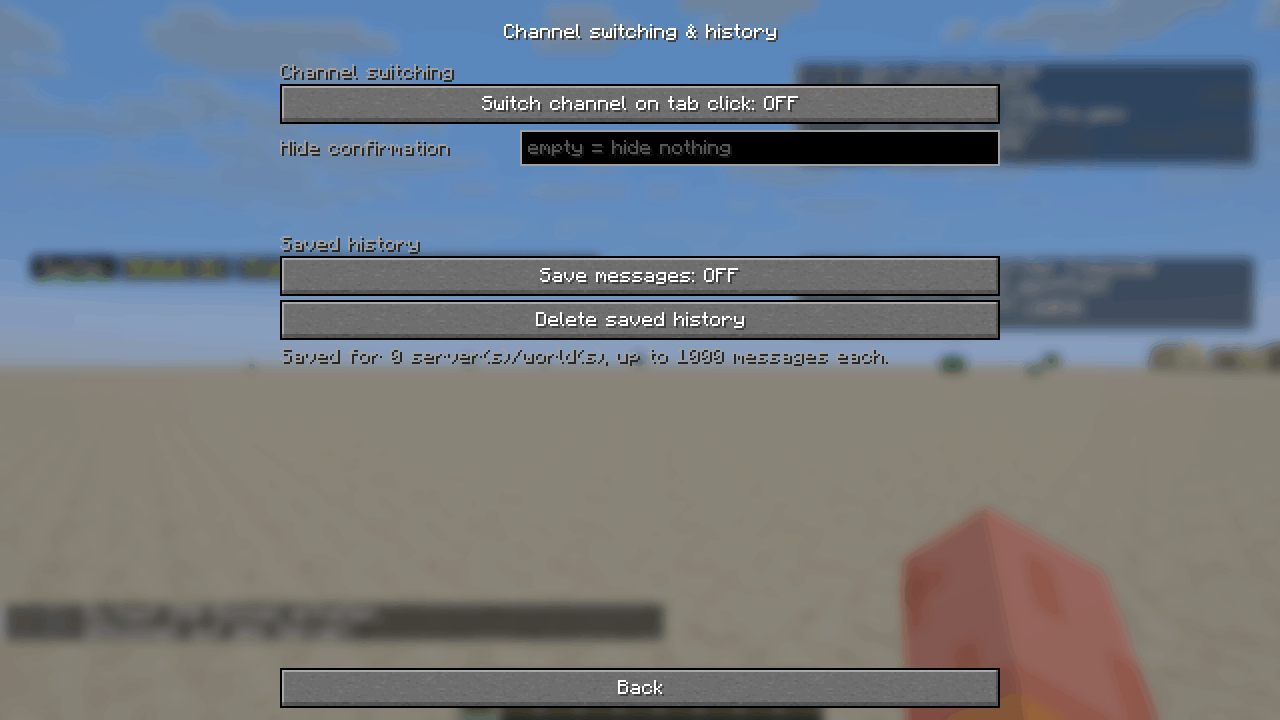 Channel switching & history
Channel switching
Switch channel on tab click: OFF
Hide confirmation
empty = hide nothing
Saved history
Save messages: OFF
Delete saved history
Saved for 0 server(s)/world(s), up to 1000 messages each.
Back